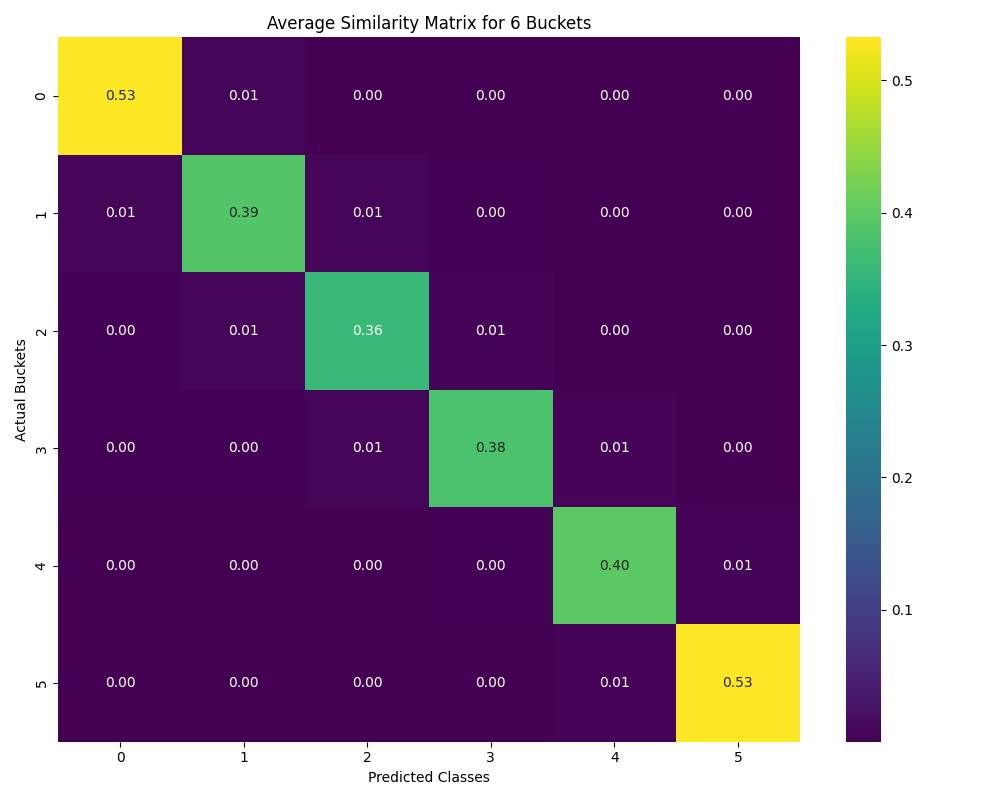 Average Similarity Matrix for 6 Buckets
0 0.53 0.01 0.00 0.00 0.00 0.00
1 0.01 0.39 0.01 0.00 0.00 0.00
2 0.00 0.01 0.36 0.01 0.00 0.00
3 0.00 0.00 0.01 0.38 0.01 0.00
4 0.00 0.00 0.00 0.00 0.40 0.01
5 0.00 0.00 0.00 0.00 0.01 0.53
0 1 2 3 4 5
Predicted Classes
Actual Buckets
0.5
0.4
0.3
0.2
0.1